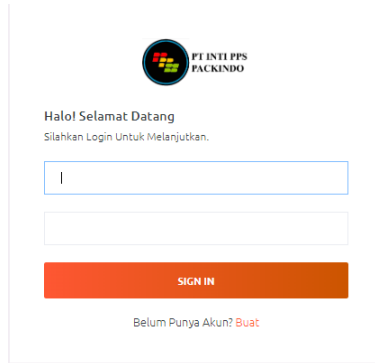 PT INTI PPS
PACKINDO
Halo! Selamat Datang
Silahkan Login Untuk Melanjutkan.
SIGN IN
Belum Punya Akun? Buat